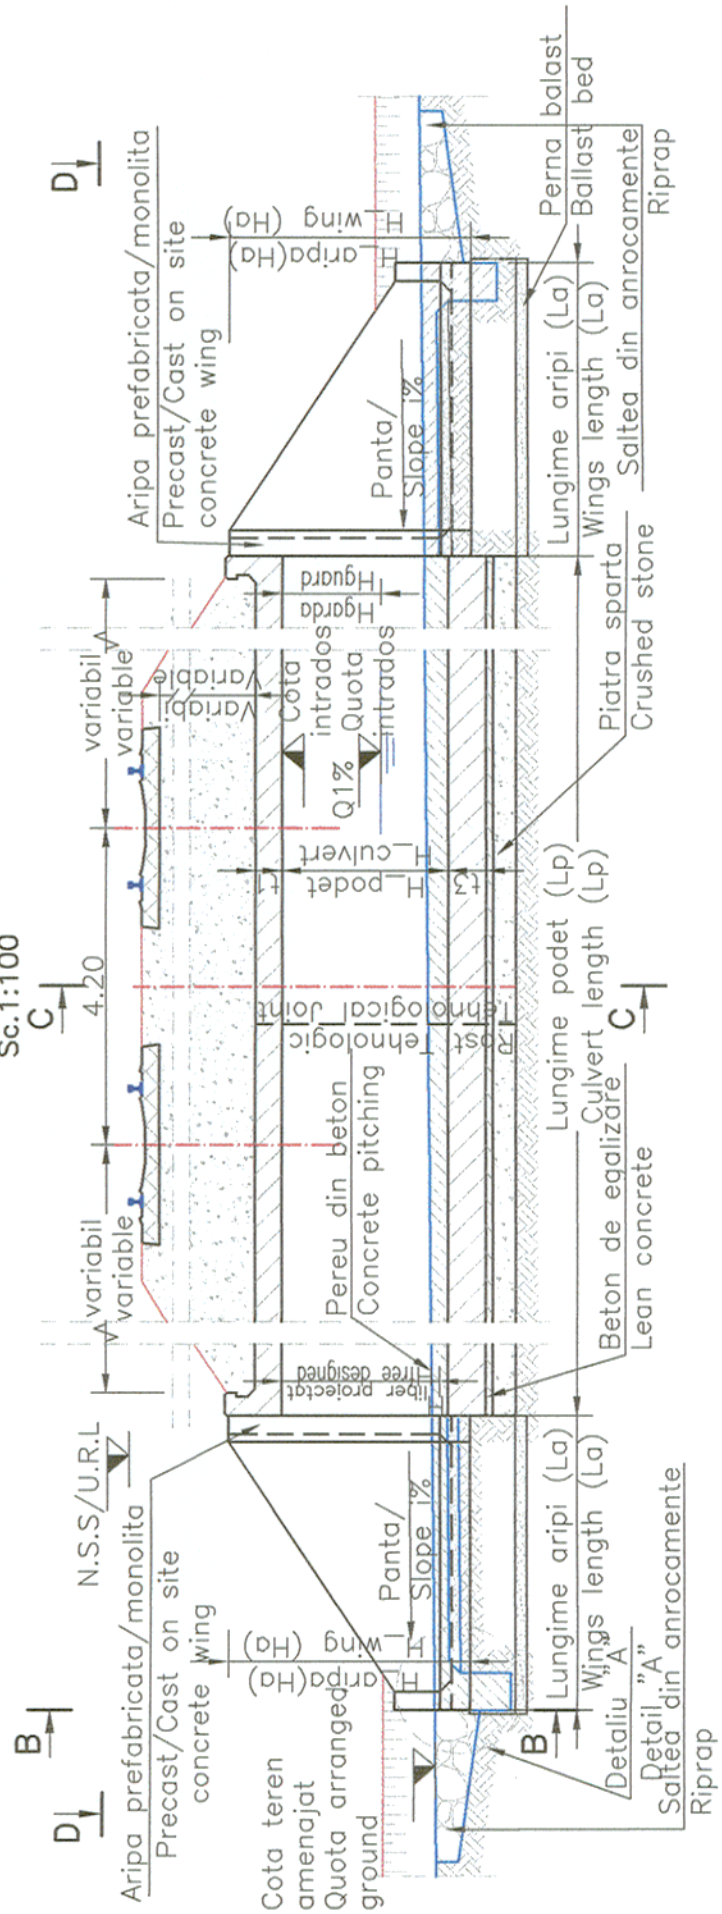 Sc.1:100
D
B
N.S.S/U.R.L
C
D
4.20
variabil
variable
variabil
variable
Variabil
Variable
Aripa prefabricata/monolita
Precast/Cast on site
concrete wing
Aripa prefabricata/monolita
Precast/Cast on site
concrete wing
Cota teren
amenajat
Quota arranged
ground
H_aripa(Ha)
H_wing (Ha)
Panta/
Slope i%
liber proiectat
free designed
Pereu din beton
Concrete pitching
Rost Tehnologic
Tehnological Joint
t1
H_podet
H_culvert
t3
Q1%
Cota
intrados
Quota
intrados
Hgarda
Hguard
Panta/
Slope i%
H_aripa(Ha)
H_wing (Ha)
B
Detaliu "A"
Detail "A"
Saltea din anrocamente
Riprap
Lungime aripi (La)
Wings length (La)
Beton de egalizare
Lean concrete
C
Lungime podet (Lp)
Culvert length (Lp)
Piatra sparta
Crushed stone
Lungime aripi (La)
Wings length (La)
Perna balast
Ballast bed
Saltea din anrocamente
Riprap